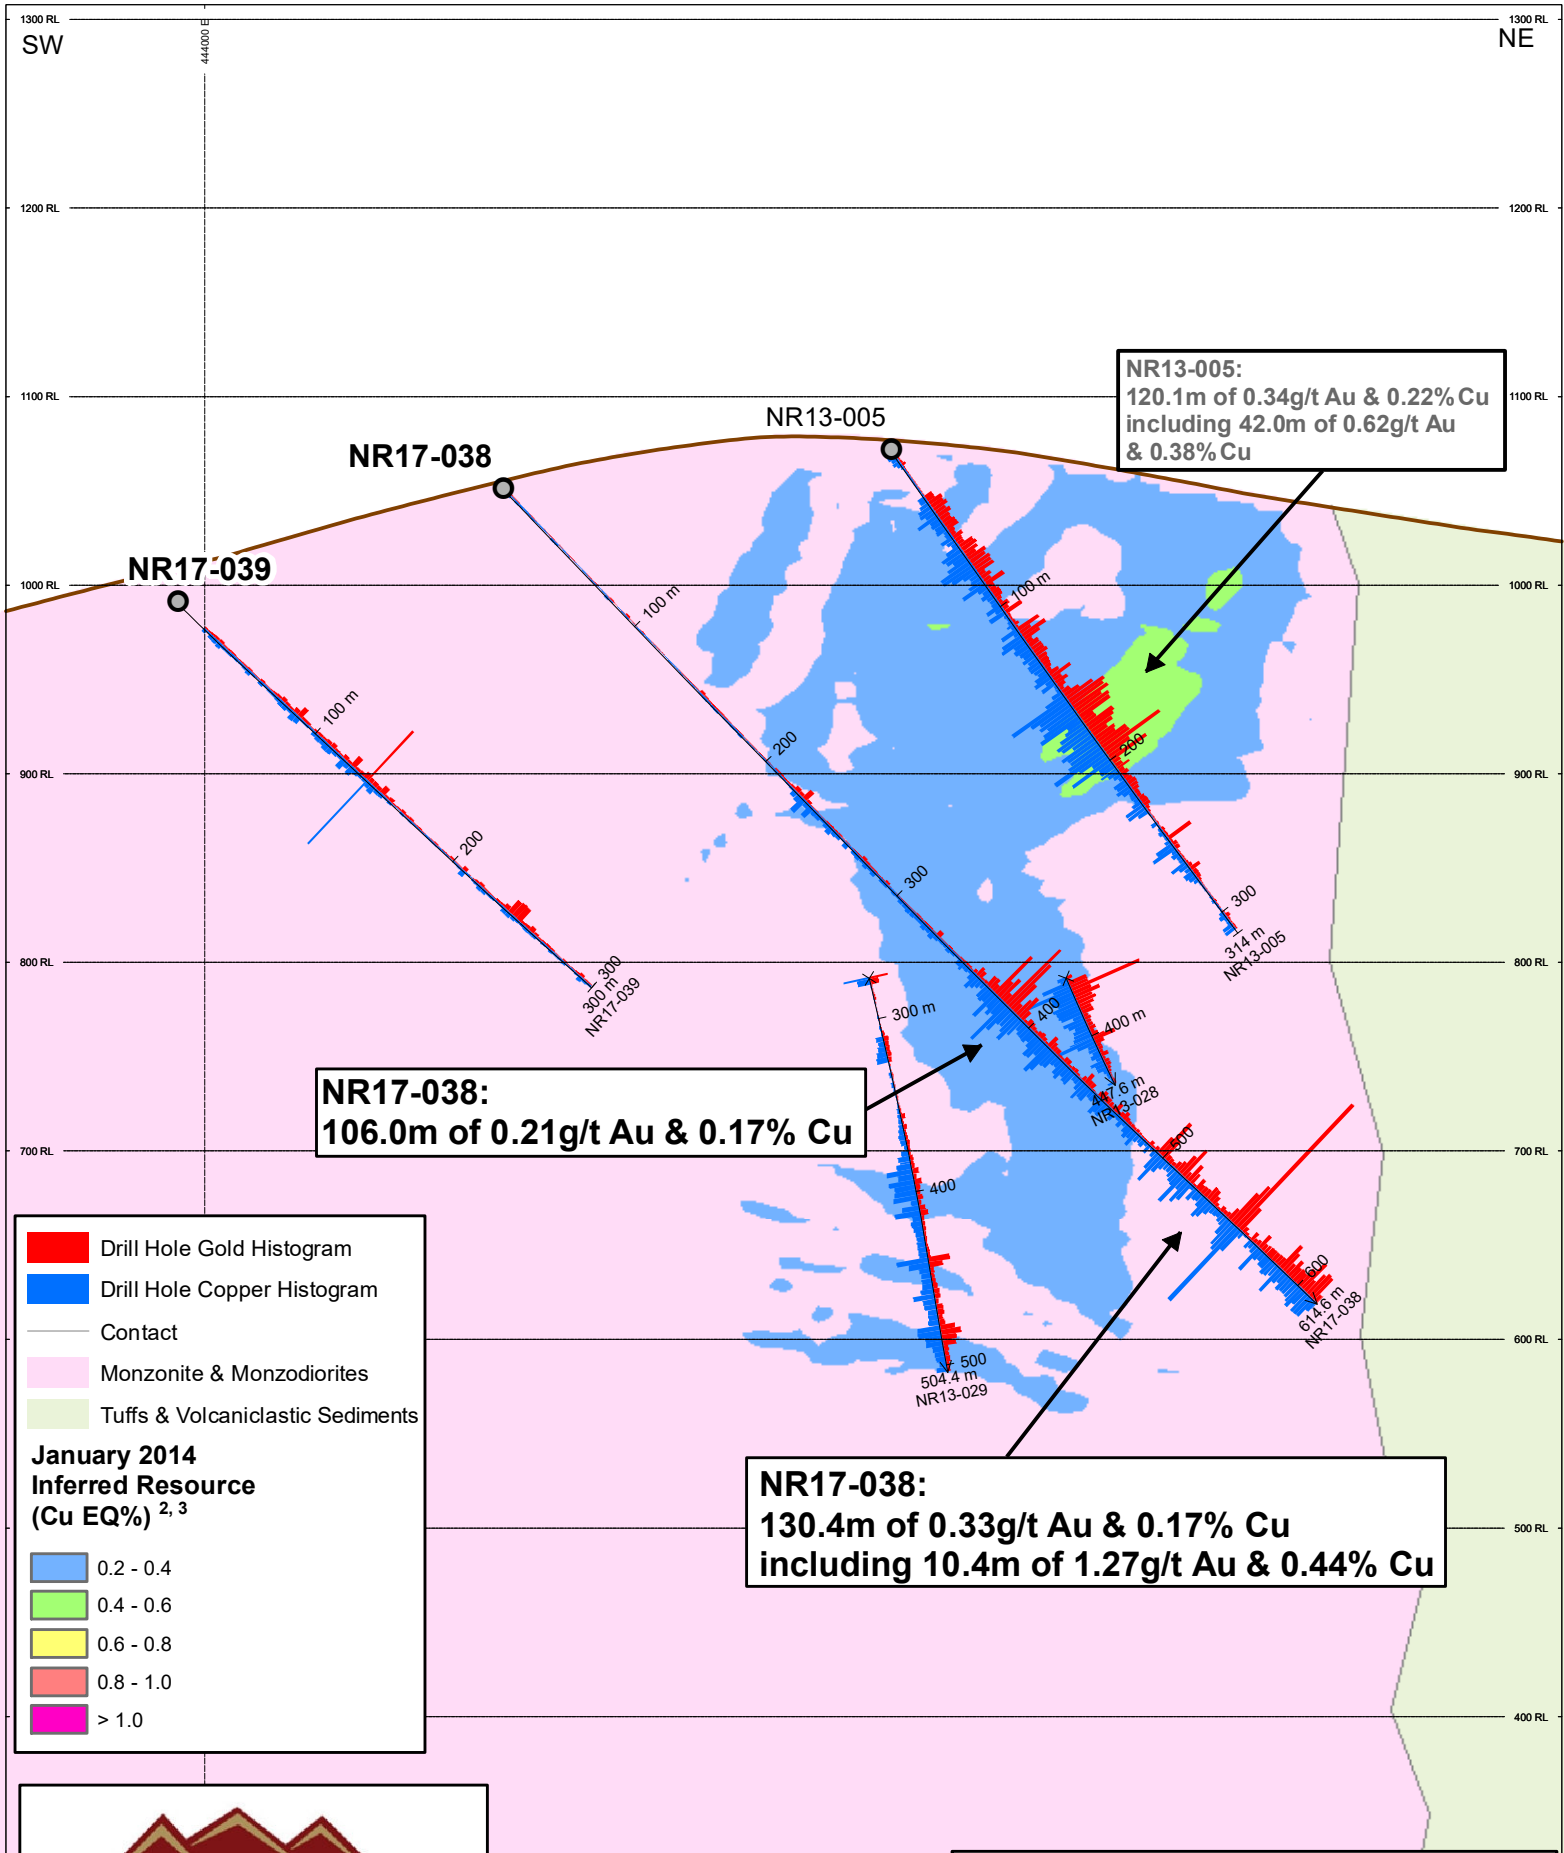 1300 RL
1300 RL
SW
NE
444000 E
1200 RL
1200 RL
1100 RL
1100 RL
NR13-005:
120.1m of 0.34g/t Au & 0.22% Cu
including 42.0m of 0.62g/t Au
& 0.38% Cu
NR13-005
NR17-038
NR17-039
1000 RL
1000 RL
100 m
100 m
100 m
200
200
200
900 RL
900 RL
300
300
314 m
NR13-005
300
300 m
NR17-039
800 RL
800 RL
300 m
400
400 m
447.6 m
NR13-028
NR17-038:
106.0m of 0.21g/t Au & 0.17% Cu
700 RL
700 RL
500
400
600
614.6 m
NR17-038
600 RL
500
504.4 m
NR13-029
Drill Hole Gold Histogram
Drill Hole Copper Histogram
Contact
Monzonite & Monzodiorites
Tuffs & Volcaniclastic Sediments
January 2014
Inferred Resource
(Cu EQ%) 2, 3
0.2 - 0.4
0.4 - 0.6
0.6 - 0.8
0.8 - 1.0
> 1.0
NR17-038:
130.4m of 0.33g/t Au & 0.17% Cu
including 10.4m of 1.27g/t Au & 0.44% Cu
500 RL
400 RL